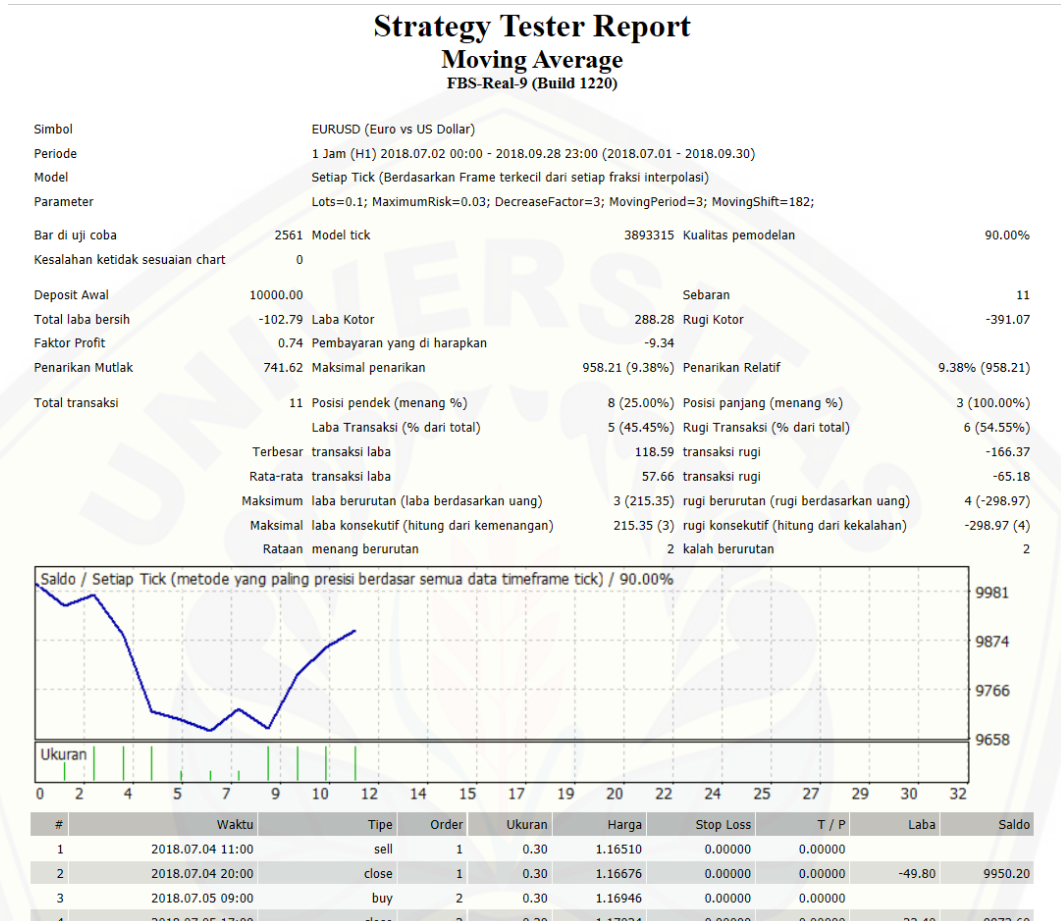 Strategy Tester Report
Moving Average
FBS-Real-9 (Build 1220)
Simbol EURUSD (Euro vs US Dollar)
Periode 1 Jam (H1) 2018.07.02 00:00 - 2018.09.28 23:00 (2018.07.01 - 2018.09.30)
Model Setiap Tick (Berdasarkan Frame terkecil dari setiap fraksi interpolasi)
Parameter Lots=0.1; MaximumRisk=0.03; DecreaseFactor=3; MovingPeriod=3; MovingShift=182;
Bar di uji coba 2561 Model tick 3893315 Kualitas pemodelan 90.00%
Kesalahan ketidak sesuaian chart 0
Deposit Awal 10000.00 Sebaran 11
Total laba bersih -102.79 Laba Kotor 288.28 Rugi Kotor -391.07
Faktor Profit 0.74 Pembayaran yang di harapkan -9.34
Penarikan Mutlak 741.62 Maksimal penarikan 958.21 (9.38%) Penarikan Relatif 9.38% (958.21)
Total transaksi 11 Posisi pendek (menang %) 8 (25.00%) Posisi panjang (menang %) 3 (100.00%)
Laba Transaksi (% dari total) 5 (45.45%) Rugi Transaksi (% dari total) 6 (54.55%)
Terbesar transaksi laba 118.59 transaksi rugi -166.37
Rata-rata transaksi laba 57.66 transaksi rugi -65.18
Maksimum laba berurutan (laba berdasarkan uang) 3 (215.35) rugi berurutan (rugi berdasarkan uang) 4 (-298.97)
Maksimal laba konsekutif (hitung dari kemenangan) 215.35 (3) rugi konsekutif (hitung dari kekalahan) -298.97 (4)
Rataan menang berurutan 2 kalah berurutan 2
Saldo / Setiap Tick (metode yang paling presisi berdasar semua data timeframe tick) / 90.00%
9981
9874
9766
9658
Ukuran
0 2 4 5 7 9 10 12 14 15 17 19 20 22 24 25 27 29 30 32
# Waktu Tipe Order Ukuran Harga Stop Loss T / P Laba Saldo
1 2018.07.04 11:00 sell 1 0.30 1.16510 0.00000 0.00000
2 2018.07.04 20:00 close 1 0.30 1.16676 0.00000 0.00000 -49.80 9950.20
3 2018.07.05 09:00 buy 2 0.30 1.16946 0.00000 0.00000
UNIVERSITAS